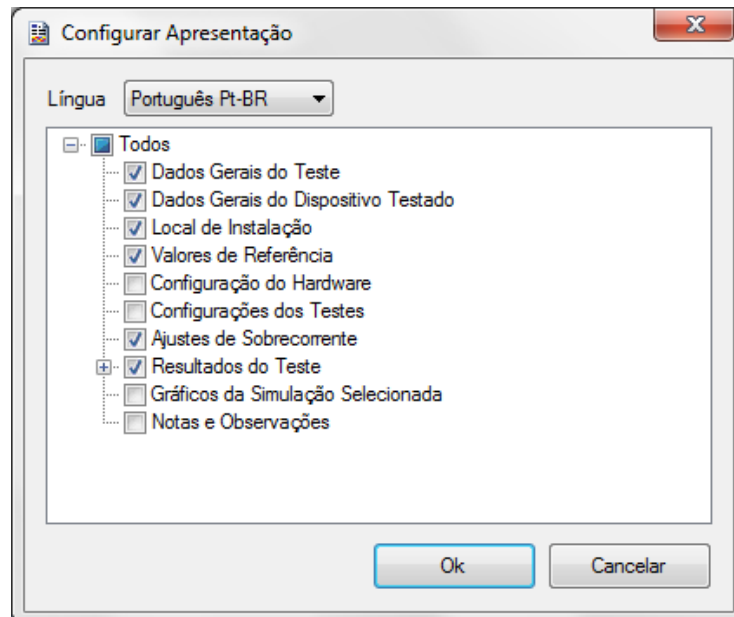 Configurar Apresentação
Língua Português Pt-BR
Todos
Dados Gerais do Teste
Dados Gerais do Dispositivo Testado
Local de Instalação
Valores de Referência
Configuração do Hardware
Configurações dos Testes
Ajustes de Sobrecorrente
Resultados do Teste
Gráficos da Simulação Selecionada
Notas e Observações
Ok Cancelar